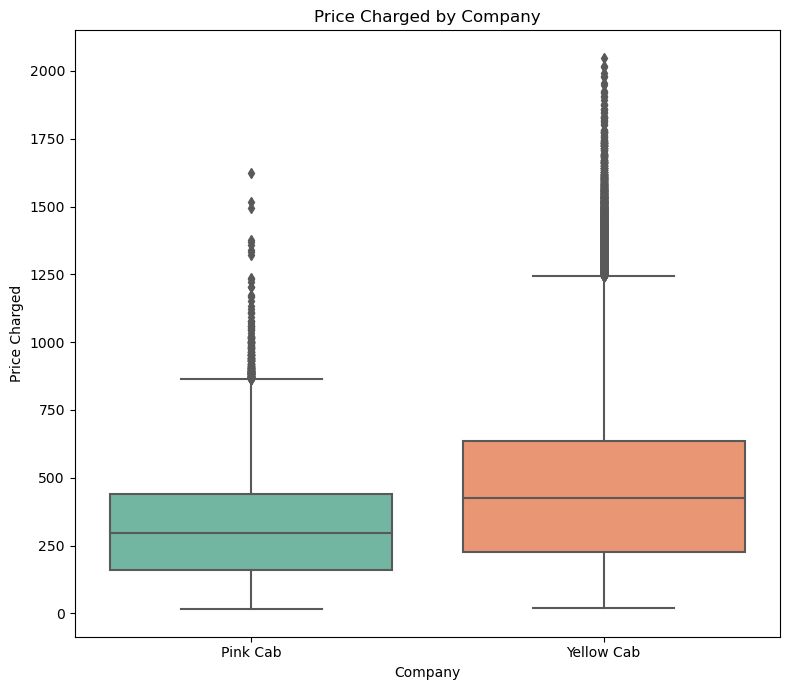 Price Charged by Company
Price Charged
2000
1750
1500
1250
1000
750
500
250
0
Pink Cab
Yellow Cab
Company